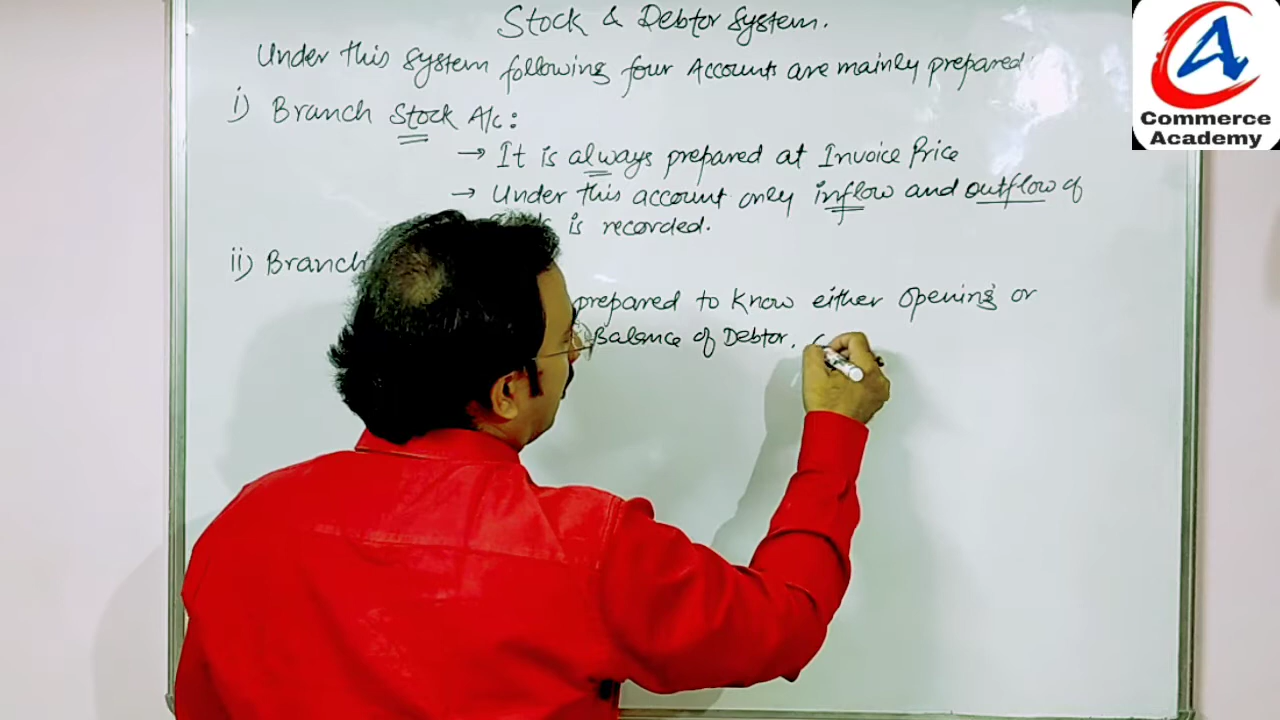 Stock & Debtor System.
Under this system following four Accounts are mainly prepared
i) Branch Stock A/c:
→ It is always prepared at Invoice Price
→ Under this account only inflow and outflow of
is recorded.
ii) Branch
prepared to know either opening or
Balance of Debtor.
Commerce
Academy